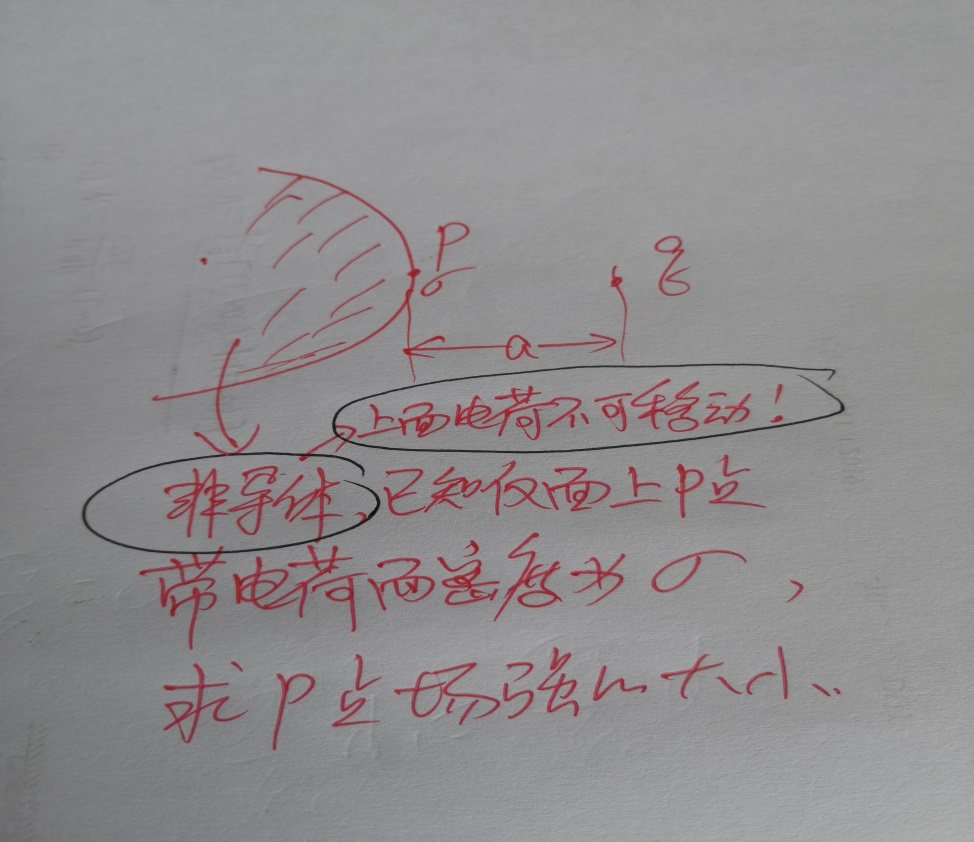 P
σ
q
a
上面电荷不可移动！
非导体、已知仅面上P点
带电荷面密度为σ，
求P点场强的大小．